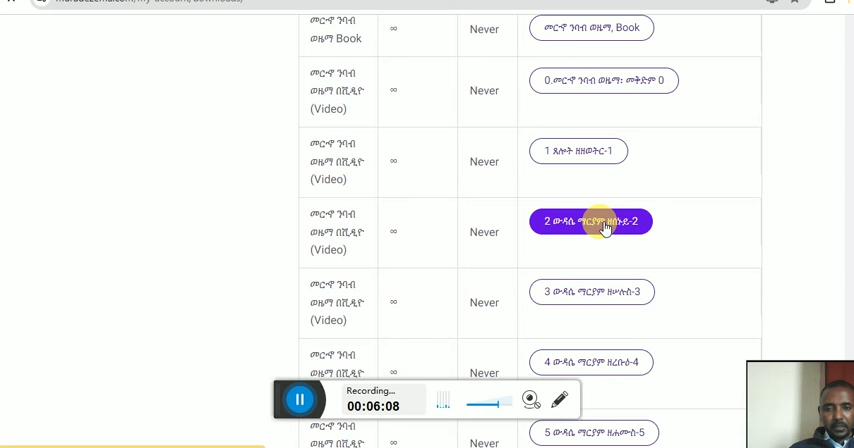 መርኆ ንባብ
ወዜማ Book
∞
Never
መርኆ ንባብ ወዜማ, Book
መርኆ ንባብ
ወዜማ በቪዲዮ
(Video)
∞
Never
0.መርኆ ንባብ ወዜማ፡ መቅድም 0
መርኆ ንባብ
ወዜማ በቪዲዮ
(Video)
∞
Never
1 ጸሎት ዘዘወትር-1
መርኆ ንባብ
ወዜማ በቪዲዮ
(Video)
∞
Never
2 ውዳሴ ማርያም ዘሰኑይ-2
መርኆ ንባብ
ወዜማ በቪዲዮ
(Video)
∞
Never
3 ውዳሴ ማርያም ዘሠሉስ-3
መርኆ ንባብ
ወዜማ በቪዲዮ
∞
Never
4 ውዳሴ ማርያም ዘረቡዕ-4
Recording...
00:06:08
መርኆ ንባብ
ወዜማ በቪዲዮ
∞
Never
5 ውዳሴ ማርያም ዘሐሙስ-5